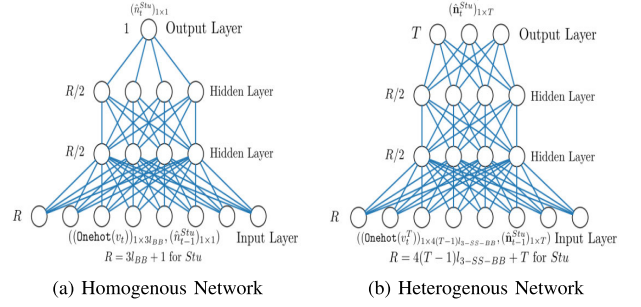 (n̂_t^{Stu})_{1×1}
1 Output Layer
R/2 Hidden Layer
R/2 Hidden Layer
R
((Onehot(v_t))_{1×3l_{BB}}, (n̂_{t−1}^{Stu})_{1×1}) Input Layer
R = 3l_{BB} + 1 for Stu
(a) Homogenous Network
(n̂_t^{Stu})_{1×T}
T Output Layer
R/2 Hidden Layer
R/2 Hidden Layer
R
((Onehot(v_t^T))_{1×4(T−1)l_{3−SS−BB}}, (n̂_{t−1}^{Stu})_{1×T}) Input Layer
R = 4(T−1)l_{3−SS−BB} + T for Stu
(b) Heterogenous Network